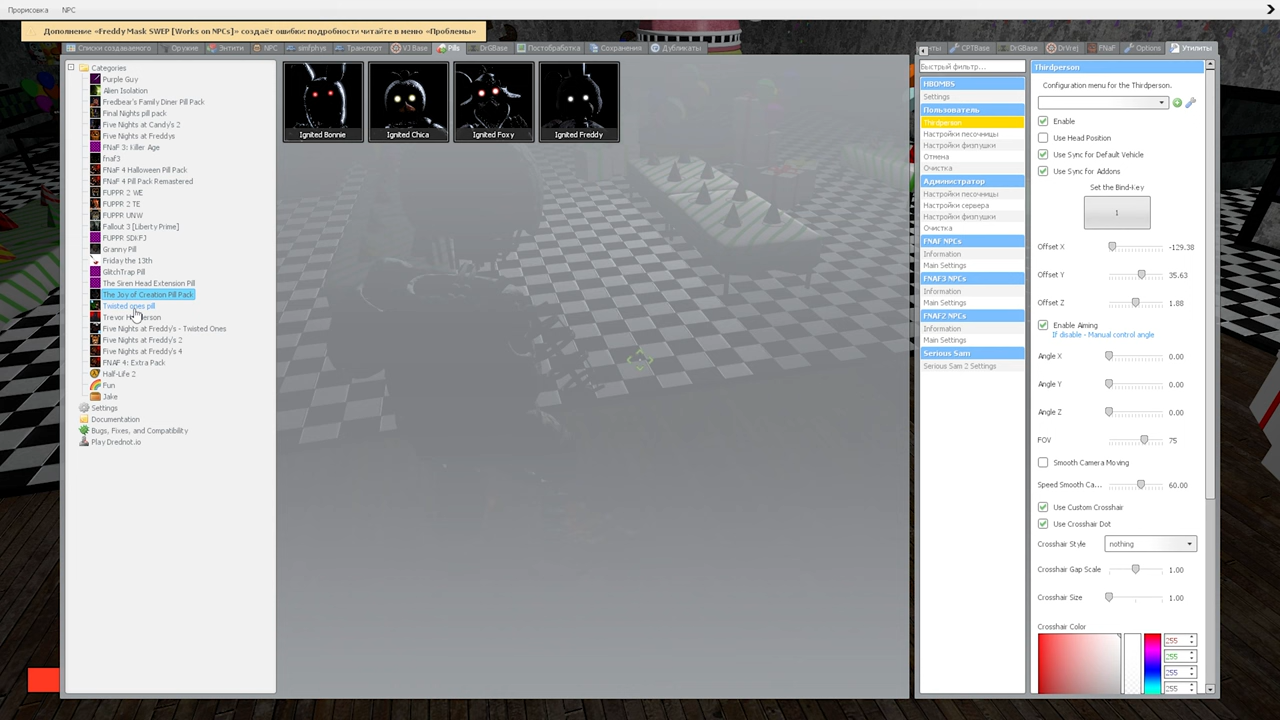 Прорисовка NPC
Дополнение «Freddy Mask SWEP [Works on NPCs]» создаёт ошибки: подробности читайте в меню «Проблемы»
Списки создаваемого Оружие Энтити NPC simfphys Транспорт VJ Base Pills DrGBase Постобработка Сохранения Дубликаты
CPTBase DrGBase DrVrej FNaF Options Утилиты
Categories
Purple Guy
Alien Isolation
Fredbear's Family Diner Pill Pack
Final Nights pill pack
Five Nights at Candy's 2
Five Nights at Freddys
FNaF 3: Killer Age
fnaf3
FNaF 4 Halloween Pill Pack
FNAF 4 Pill Pack Remastered
FUPPR 2 WE
FUPPR 2 TE
FUPPR UNW
Fallout 3 [Liberty Prime]
FUPPR SDI:FJ
Granny Pill
Friday the 13th
GlitchTrap Pill
The Siren Head Extension Pill
The Joy of Creation Pill Pack
Twisted ones pill
Five Nights at Freddy's - Twisted Ones
Five Nights at Freddy's 2
Five Nights at Freddy's 4
FNAF 4: Extra Pack
Half-Life 2
Fun
Jake
Settings
Documentation
Bugs, Fixes, and Compatibility
Play Drednot.io
Ignited Bonnie
Ignited Chica
Ignited Foxy
Ignited Freddy
Быстрый фильтр...
HBOMBS
Settings
Пользователь
Thirdperson
Настройки песочницы
Настройки физпушки
Отмена
Очистка
Администратор
Настройки песочницы
Настройки сервера
Настройки физпушки
Очистка
FNAF NPCs
Information
Main Settings
FNAF3 NPCs
Information
Main Settings
FNAF2 NPCs
Information
Main Settings
Serious Sam
Serious Sam 2 Settings
Thirdperson
Configuration menu for the Thirdperson.
Enable
Use Head Position
Use Sync for Default Vehicle
Use Sync for Addons
Set the Bind-key
1
Offset X -129.38
Offset Y 35.63
Offset Z 1.88
Enable Aiming
If disable - Manual control angle
Angle X 0.00
Angle Y 0.00
Angle Z 0.00
FOV 75
Smooth Camera Moving
Speed Smooth Ca... 60.00
Use Custom Crosshair
Use Crosshair Dot
Crosshair Style nothing
Crosshair Gap Scale 1.00
Crosshair Size 1.00
Crosshair Color
255
255
255
255